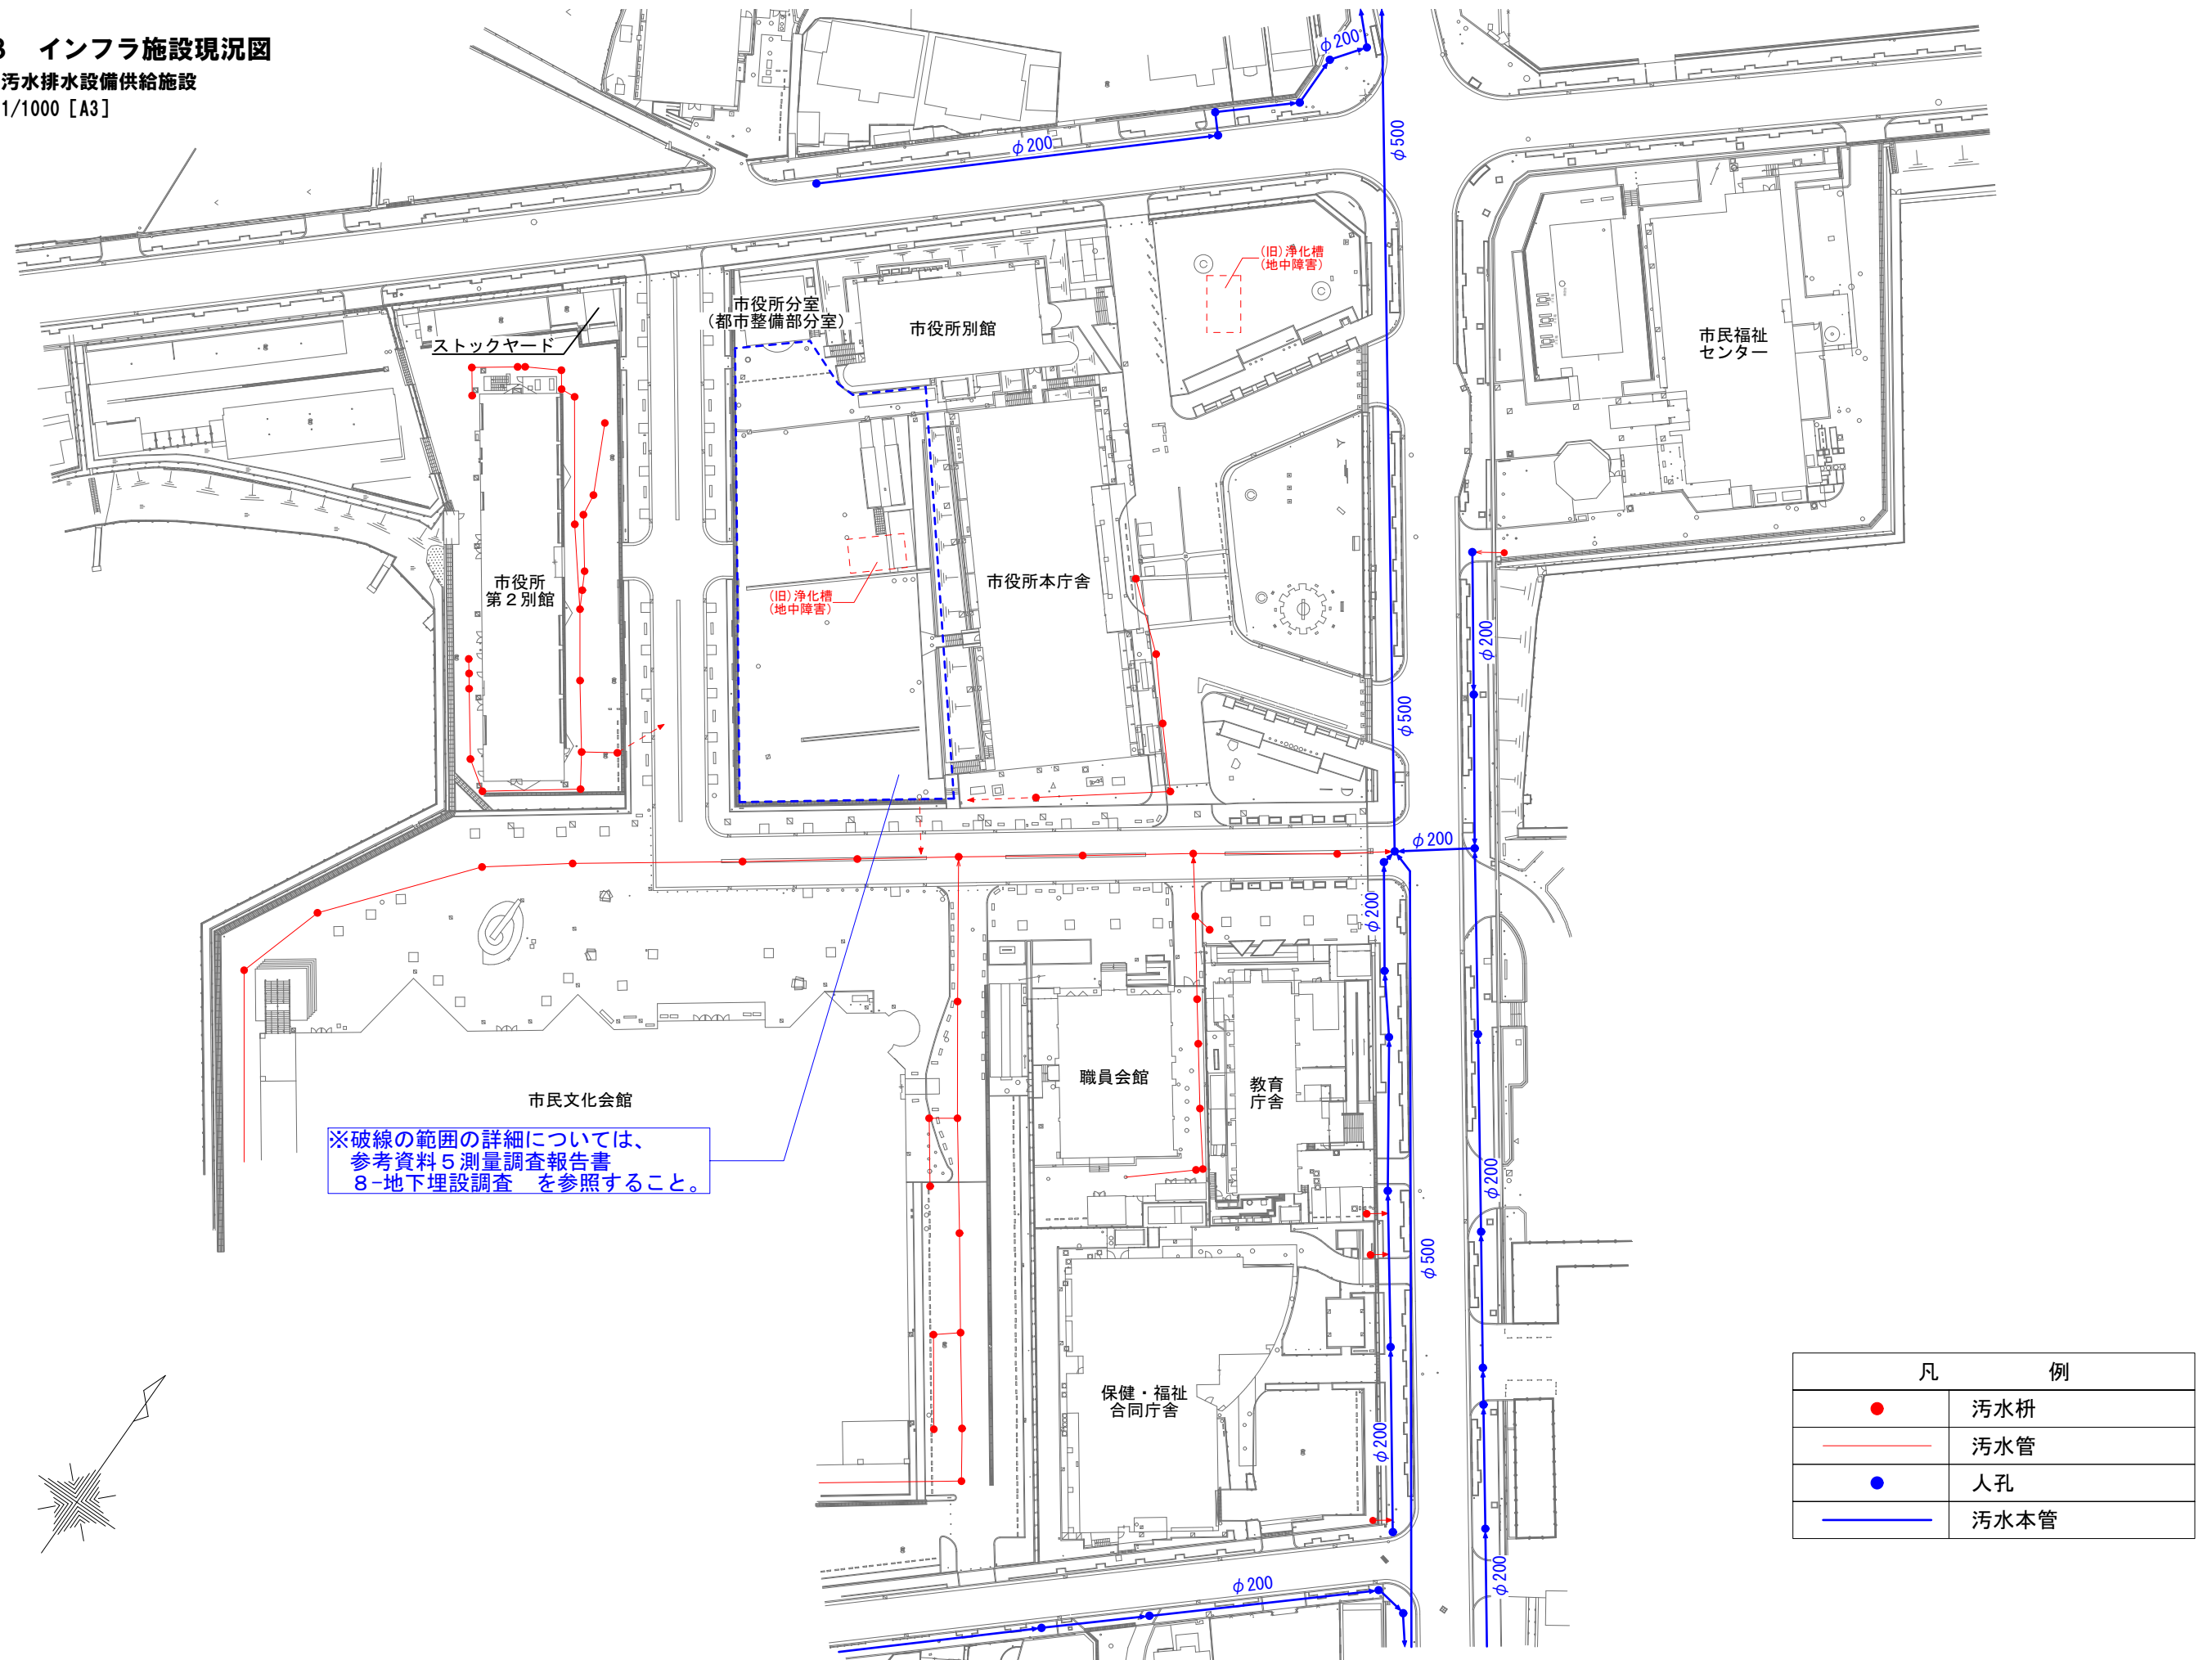 3 インフラ施設現況図
汚水排水設備供給施設
1/1000［A3］
φ200
φ200
φ500
(旧)浄化槽
(地中障害)
市役所分室
(都市整備部分室)
市役所別館
市民福祉
センター
ストックヤード
市役所
第２別館
(旧)浄化槽
(地中障害)
市役所本庁舎
φ200
φ500
φ200
φ200
職員会館
教育
庁舎
市民文化会館
※破線の範囲の詳細については、
参考資料５測量調査報告書
８-地下埋設調査　を参照すること。
φ200
φ500
保健・福祉
合同庁舎
φ200
φ200
φ200
凡　例
汚水枡
汚水管
人孔
汚水本管